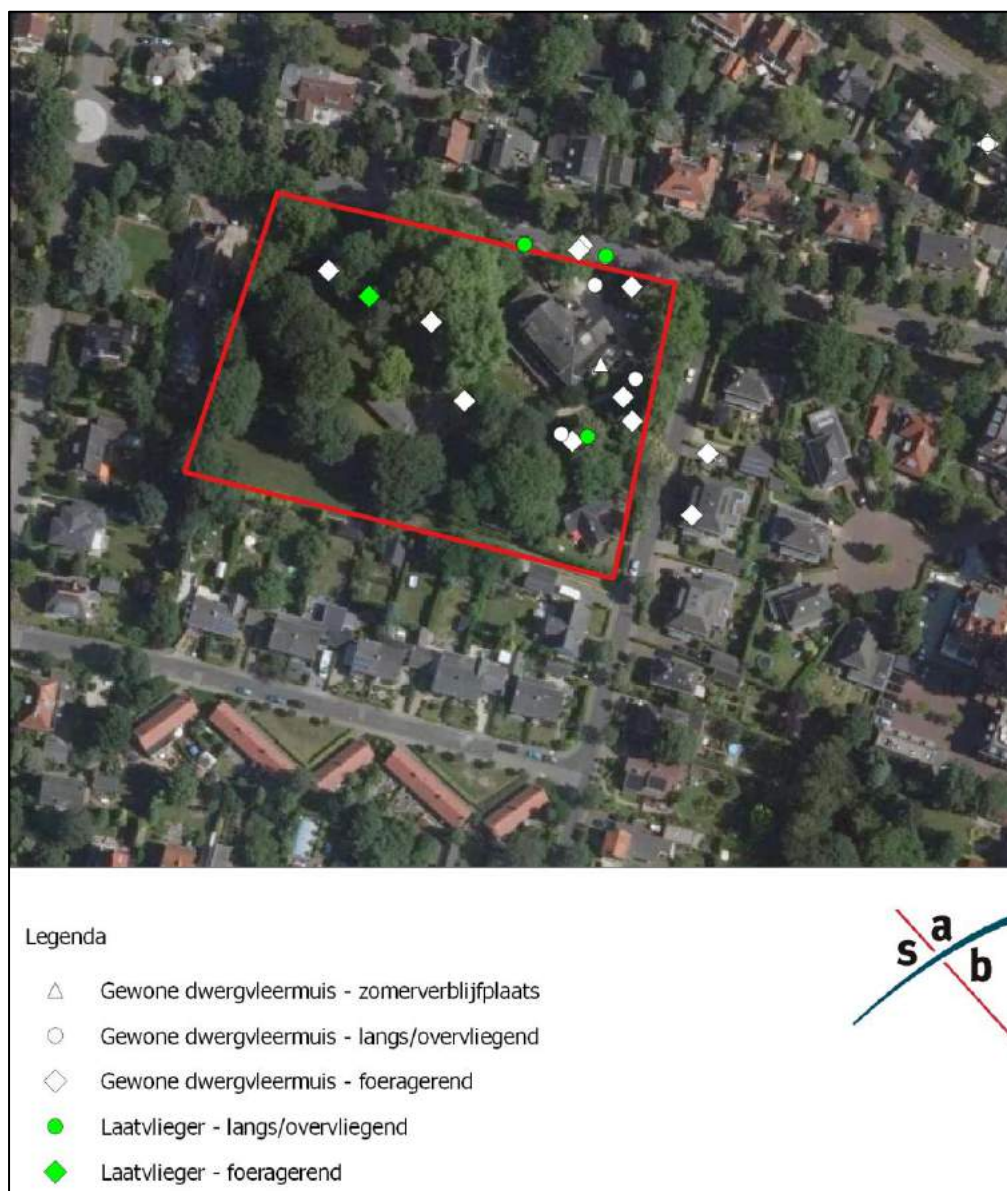 Legenda
Gewone dwergvleermuis - zomerverblijfplaats
Gewone dwergvleermuis - langs/overvliegend
Gewone dwergvleermuis - foeragerend
Laatvlieger - langs/overvliegend
Laatvlieger - foeragerend
s a b